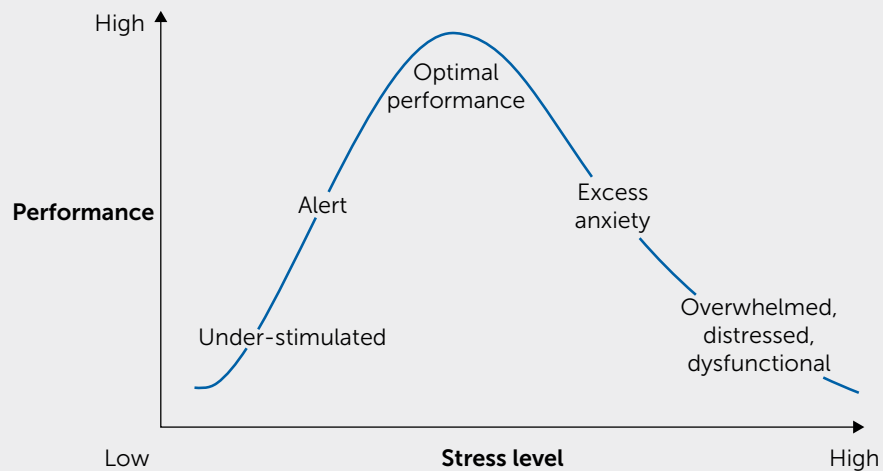 High
Optimal
performance
Performance
Alert
Excess
anxiety
Under-stimulated
Overwhelmed,
distressed,
dysfunctional
Low
Stress level
High